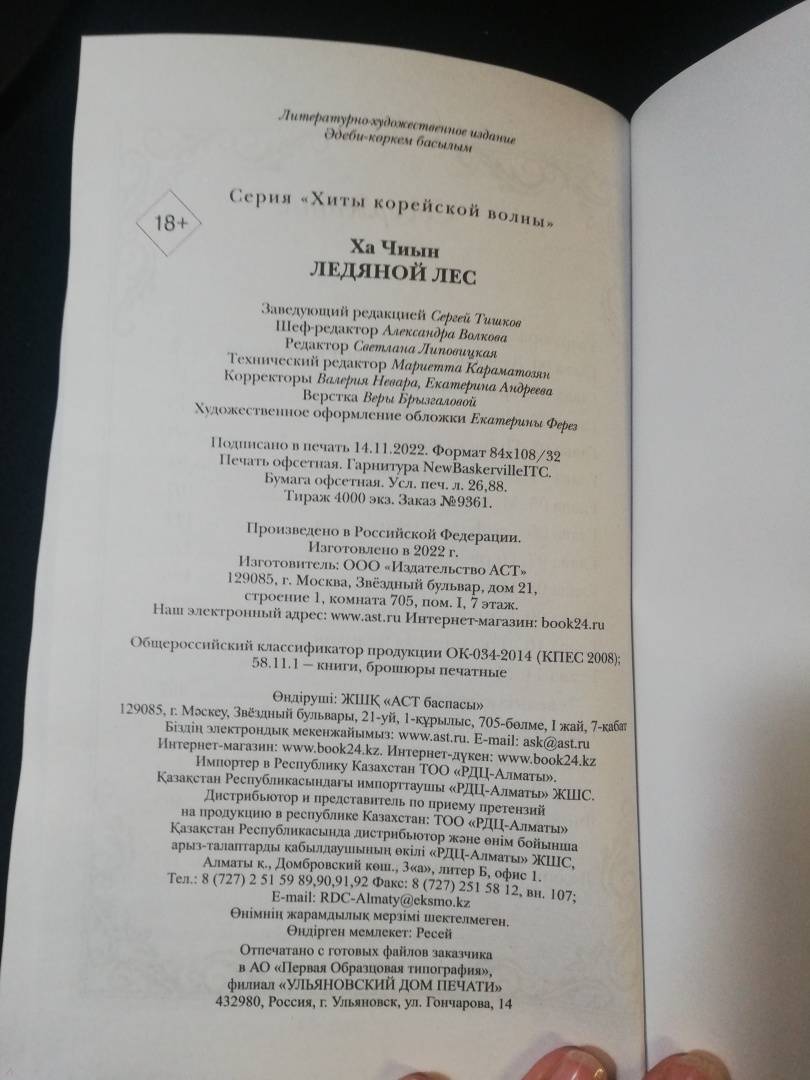 Литературно-художественное издание
Әдеби-көркем басылым
Серия «Хиты корейской волны»
18+
Ха Чиын
ЛЕДЯНОЙ ЛЕС
Заведующий редакцией Сергей Тишков
Шеф-редактор Александра Волкова
Редактор Светлана Липовицкая
Технический редактор Мариетта Караматозян
Корректоры Валерия Невара, Екатерина Андреева
Верстка Веры Брызгаловой
Художественное оформление обложки Екатерины Ферез
Подписано в печать 14.11.2022. Формат 84x108/32
Печать офсетная. Гарнитура NewBaskervilleITC.
Бумага офсетная. Усл. печ. л. 26,88.
Тираж 4000 экз. Заказ №9361.
Произведено в Российской Федерации.
Изготовлено в 2022 г.
Изготовитель: ООО «Издательство АСТ»
129085, г. Москва, Звёздный бульвар, дом 21,
строение 1, комната 705, пом. I, 7 этаж.
Наш электронный адрес: www.ast.ru Интернет-магазин: book24.ru
Общероссийский классификатор продукции ОК-034-2014 (КПЕС 2008);
58.11.1 – книги, брошюры печатные
Өндіруші: ЖШҚ «АСТ баспасы»
129085, г. Мәскеу, Звёздный бульвары, 21-уй, 1-құрылыс, 705-бөлме, I жай, 7-қабат
Біздің электрондық мекенжайымыз: www.ast.ru. E-mail: ask@ast.ru
Интернет-магазин: www.book24.kz. Интернет-дүкен: www.book24.kz
Импортер в Республику Казахстан ТОО «РДЦ-Алматы».
Қазақстан Республикасындағы импорттаушы «РДЦ-Алматы» ЖШС.
Дистрибьютор и представитель по приему претензий
на продукцию в республике Казахстан: ТОО «РДЦ-Алматы»
Қазақстан Республикасында дистрибьютор және өнім бойынша
арыз-талаптарды қабылдаушының өкілі «РДЦ-Алматы» ЖШС,
Алматы қ., Домбровский көш., 3«а», литер Б, офис 1.
Тел.: 8 (727) 2 51 59 89,90,91,92 Факс: 8 (727) 251 58 12, вн. 107;
E-mail: RDC-Almaty@eksmo.kz
Өнімнің жарамдылық мерзімі шектелмеген.
Өндірген мемлекет: Ресей
Отпечатано с готовых файлов заказчика
в АО «Первая Образцовая типография»,
филиал «УЛЬЯНОВСКИЙ ДОМ ПЕЧАТИ»
432980, Россия, г. Ульяновск, ул. Гончарова, 14